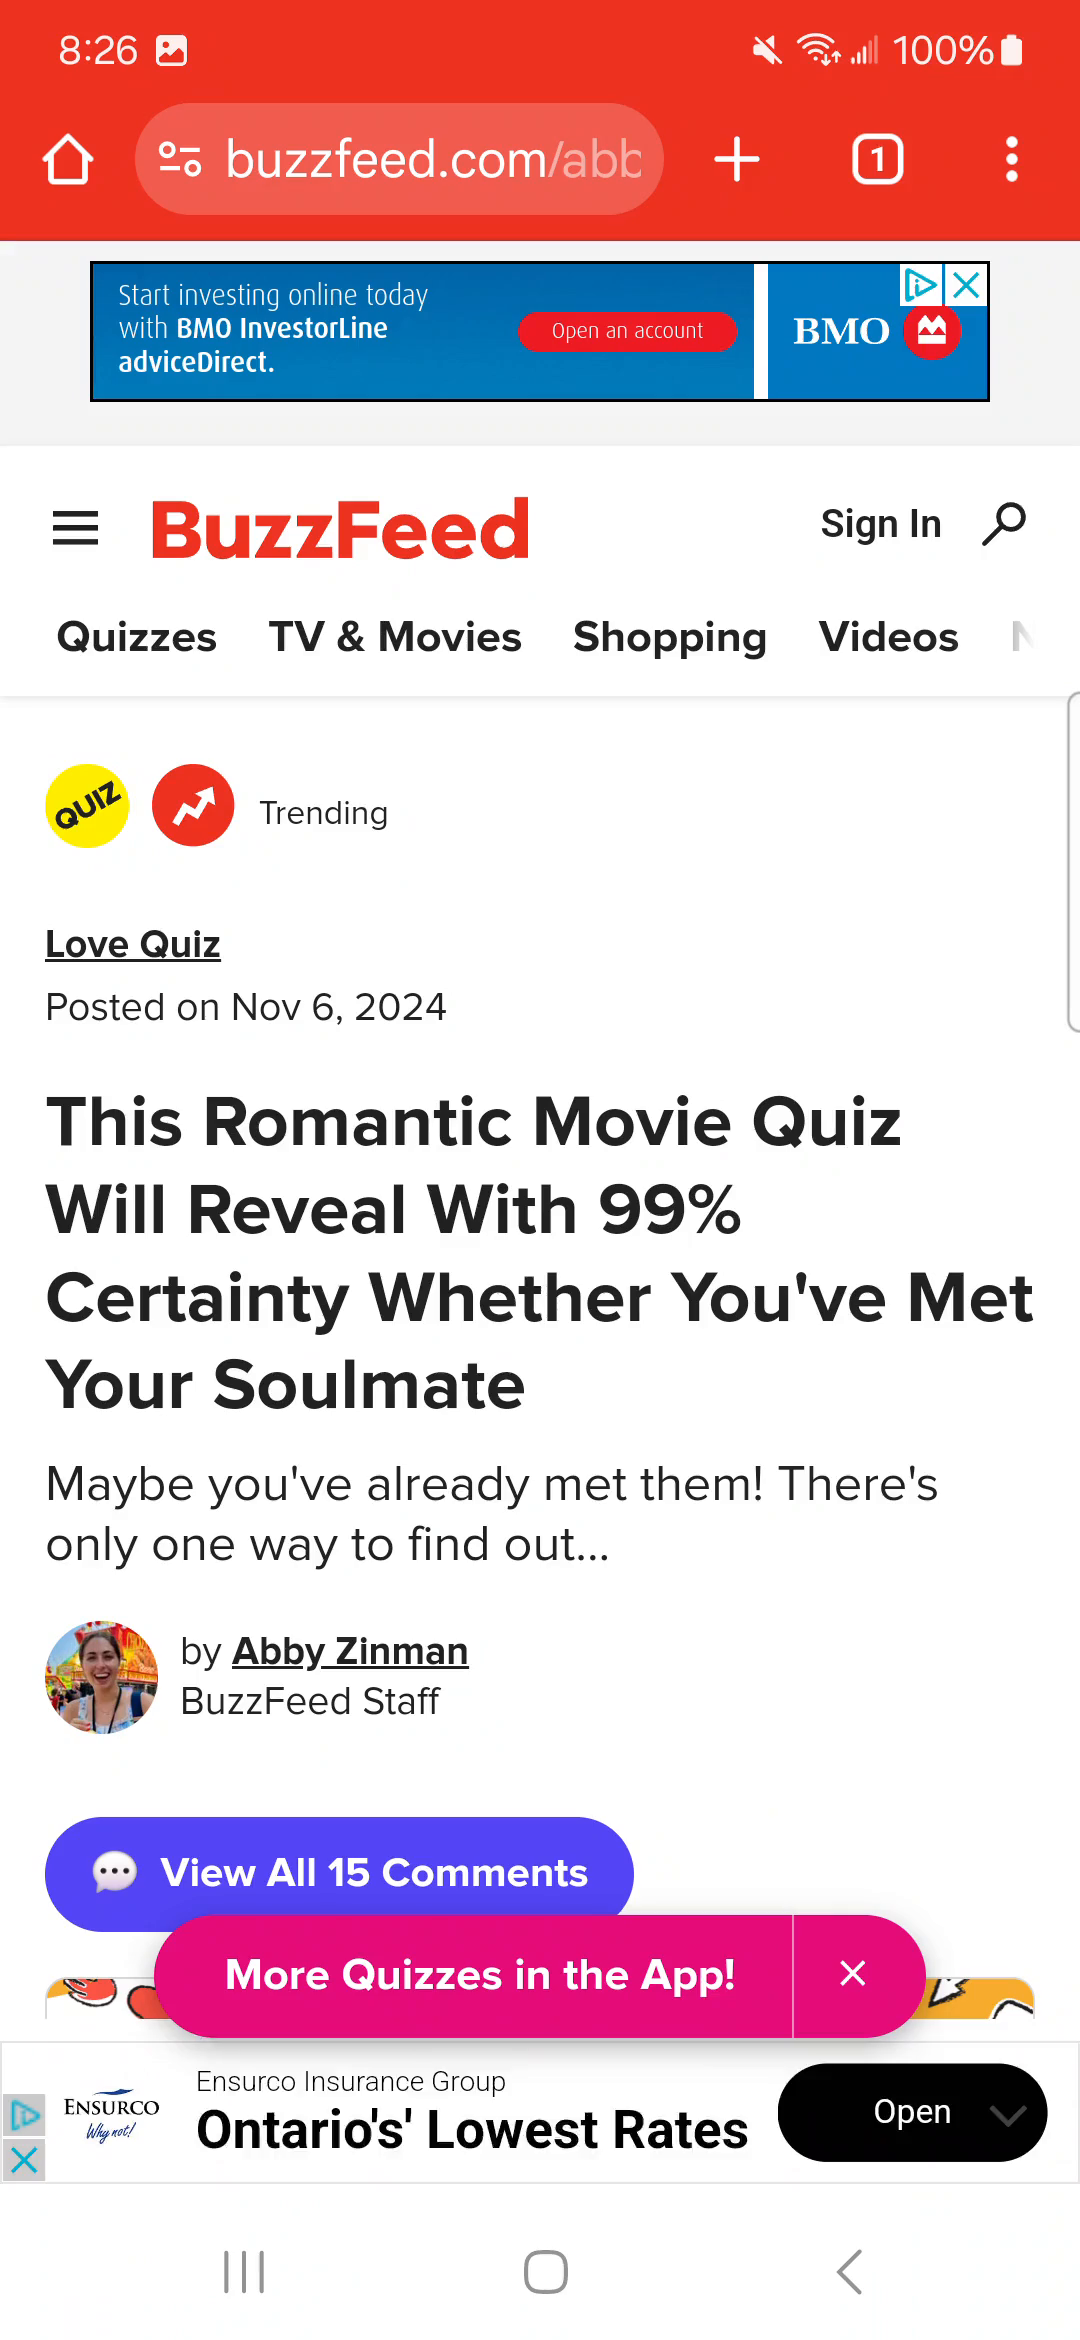 8:26
100%
buzzfeed.com/abb
1
Start investing online today
with BMO InvestorLine
adviceDirect.
Open an account
BMO
BuzzFeed
Sign In
Quizzes TV & Movies Shopping Videos N
QUIZ
Trending
Love Quiz
Posted on Nov 6, 2024
This Romantic Movie Quiz
Will Reveal With 99%
Certainty Whether You've Met
Your Soulmate
Maybe you've already met them! There's
only one way to find out...
by Abby Zinman
BuzzFeed Staff
View All 15 Comments
More Quizzes in the App!
Ensurco Insurance Group
ENSURCO
Why not!
Ontario's' Lowest Rates
Open